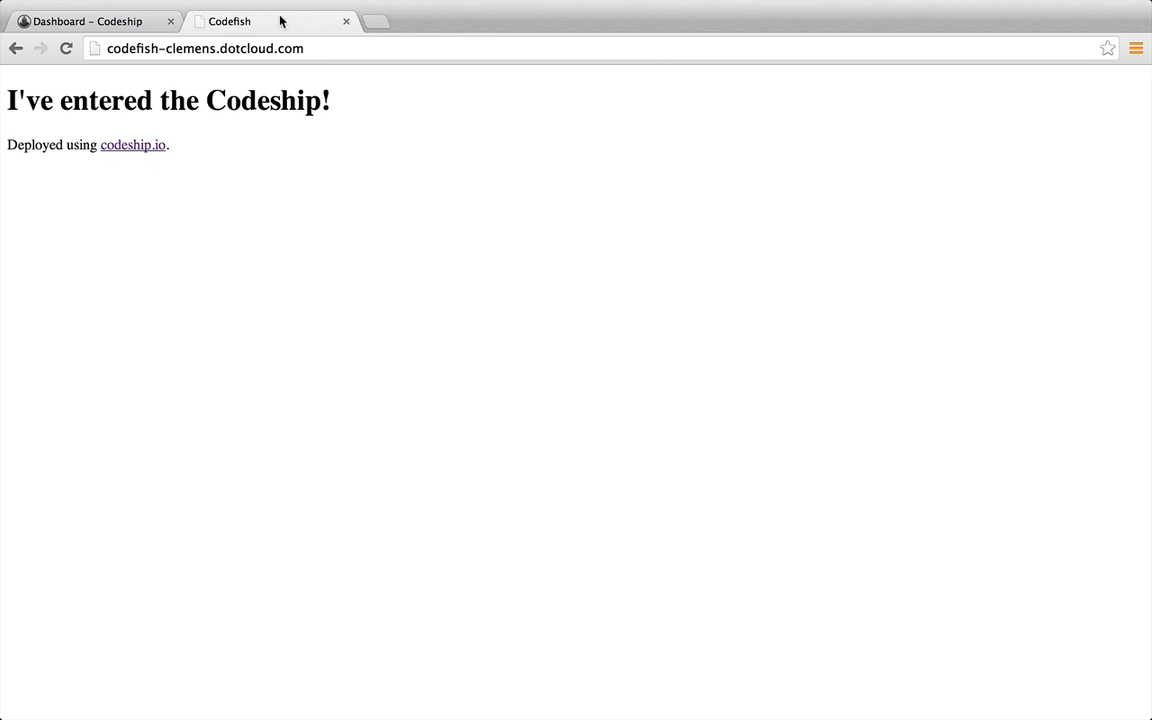 Dashboard – Codeship
Codefish
codefish-clemens.dotcloud.com
I've entered the Codeship!
Deployed using codeship.io.